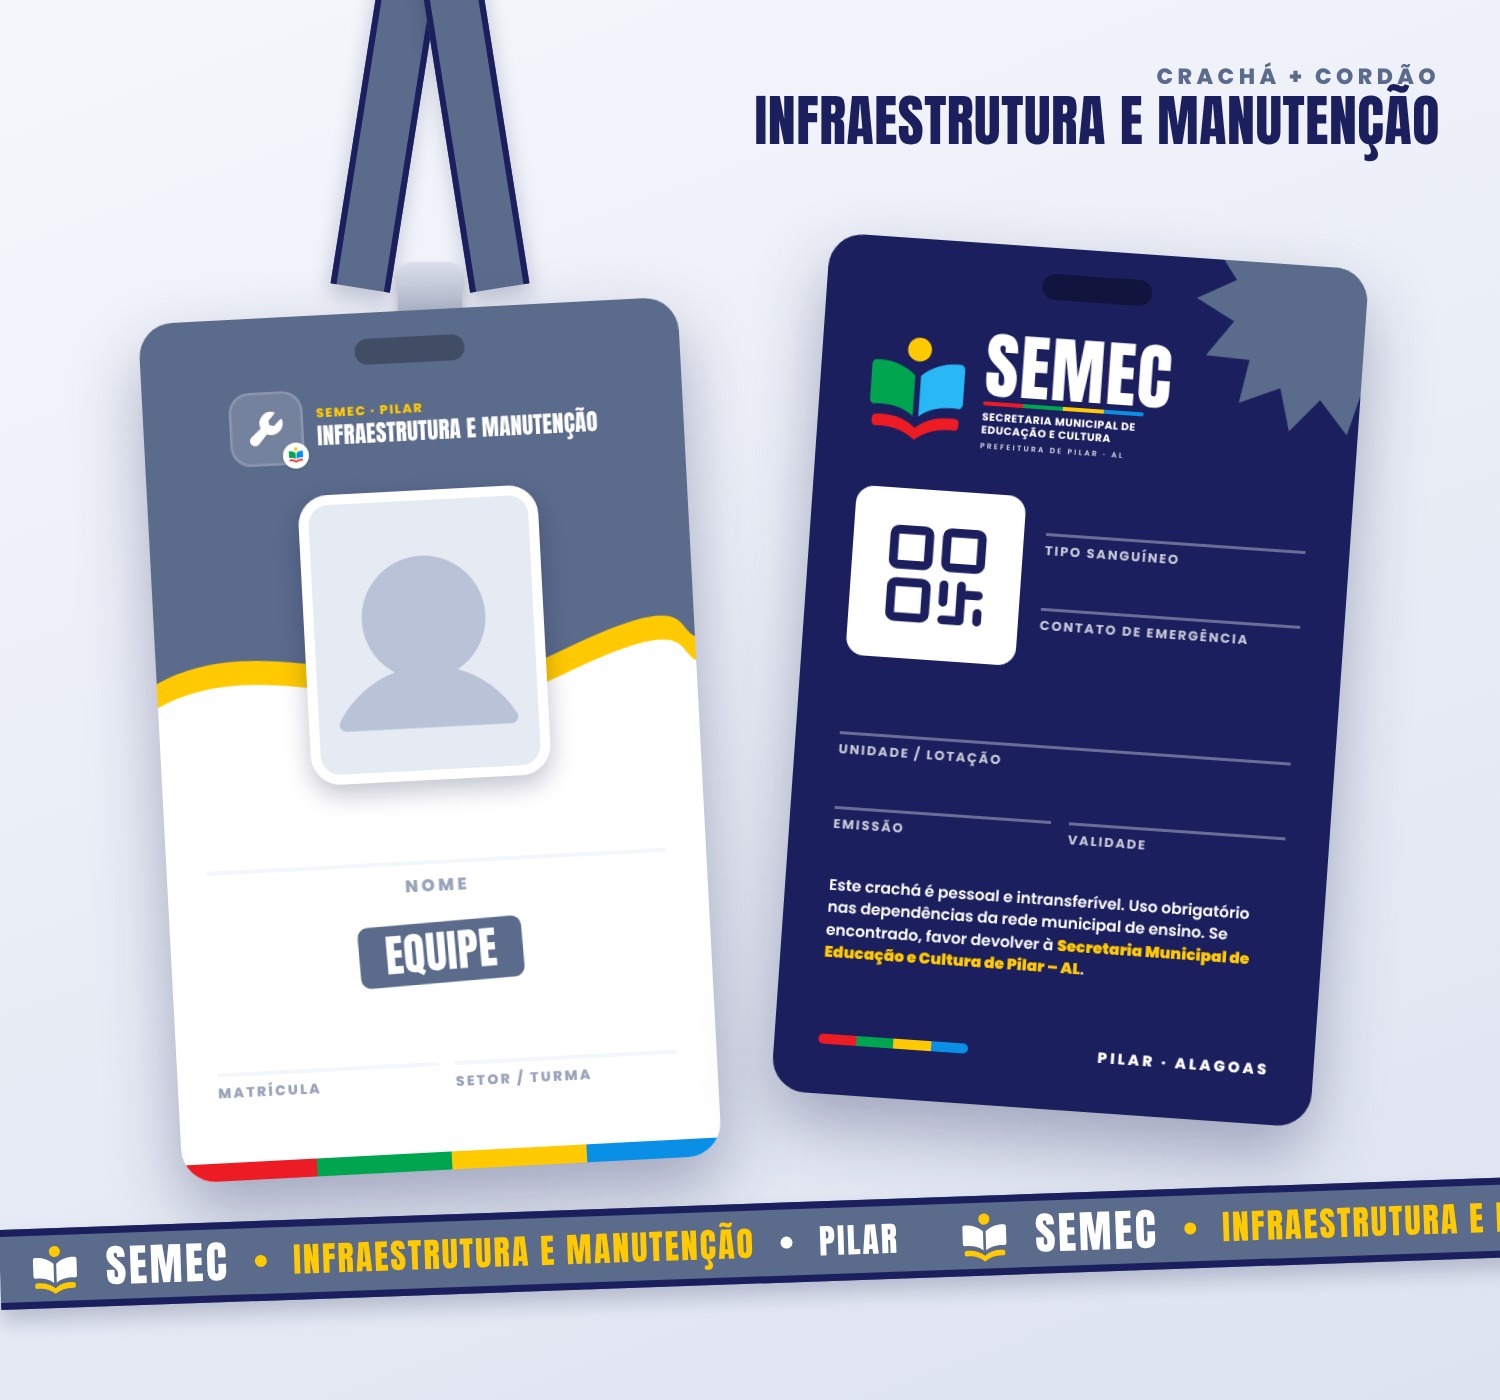 CRACHÁ + CORDÃO
INFRAESTRUTURA E MANUTENÇÃO
SEMEC · PILAR
INFRAESTRUTURA E MANUTENÇÃO
NOME
EQUIPE
MATRÍCULA
SETOR / TURMA
SEMEC
SECRETARIA MUNICIPAL DE
EDUCAÇÃO E CULTURA
PREFEITURA DE PILAR · AL
TIPO SANGUÍNEO
CONTATO DE EMERGÊNCIA
UNIDADE / LOTAÇÃO
EMISSÃO
VALIDADE
Este crachá é pessoal e intransferível. Uso obrigatório
nas dependências da rede municipal de ensino. Se
encontrado, favor devolver à Secretaria Municipal de
Educação e Cultura de Pilar – AL.
PILAR · ALAGOAS
SEMEC • INFRAESTRUTURA E MANUTENÇÃO • PILAR SEMEC • INFRAESTRUTURA E